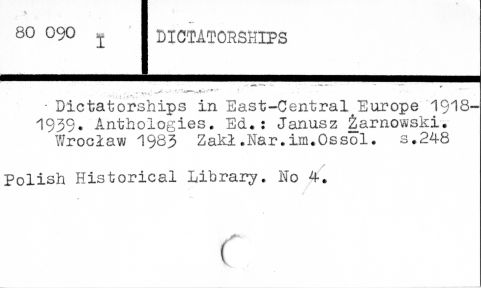 80 090 I
DICTATORSHIPS
Dictatorships in East-Central Europe 1918-
1939. Anthologies. Ed.: Janusz Żarnowski.
Wrocław 1983 Zakł.Nar.im.Ossol. s.248
Polish Historical Library. No 4.